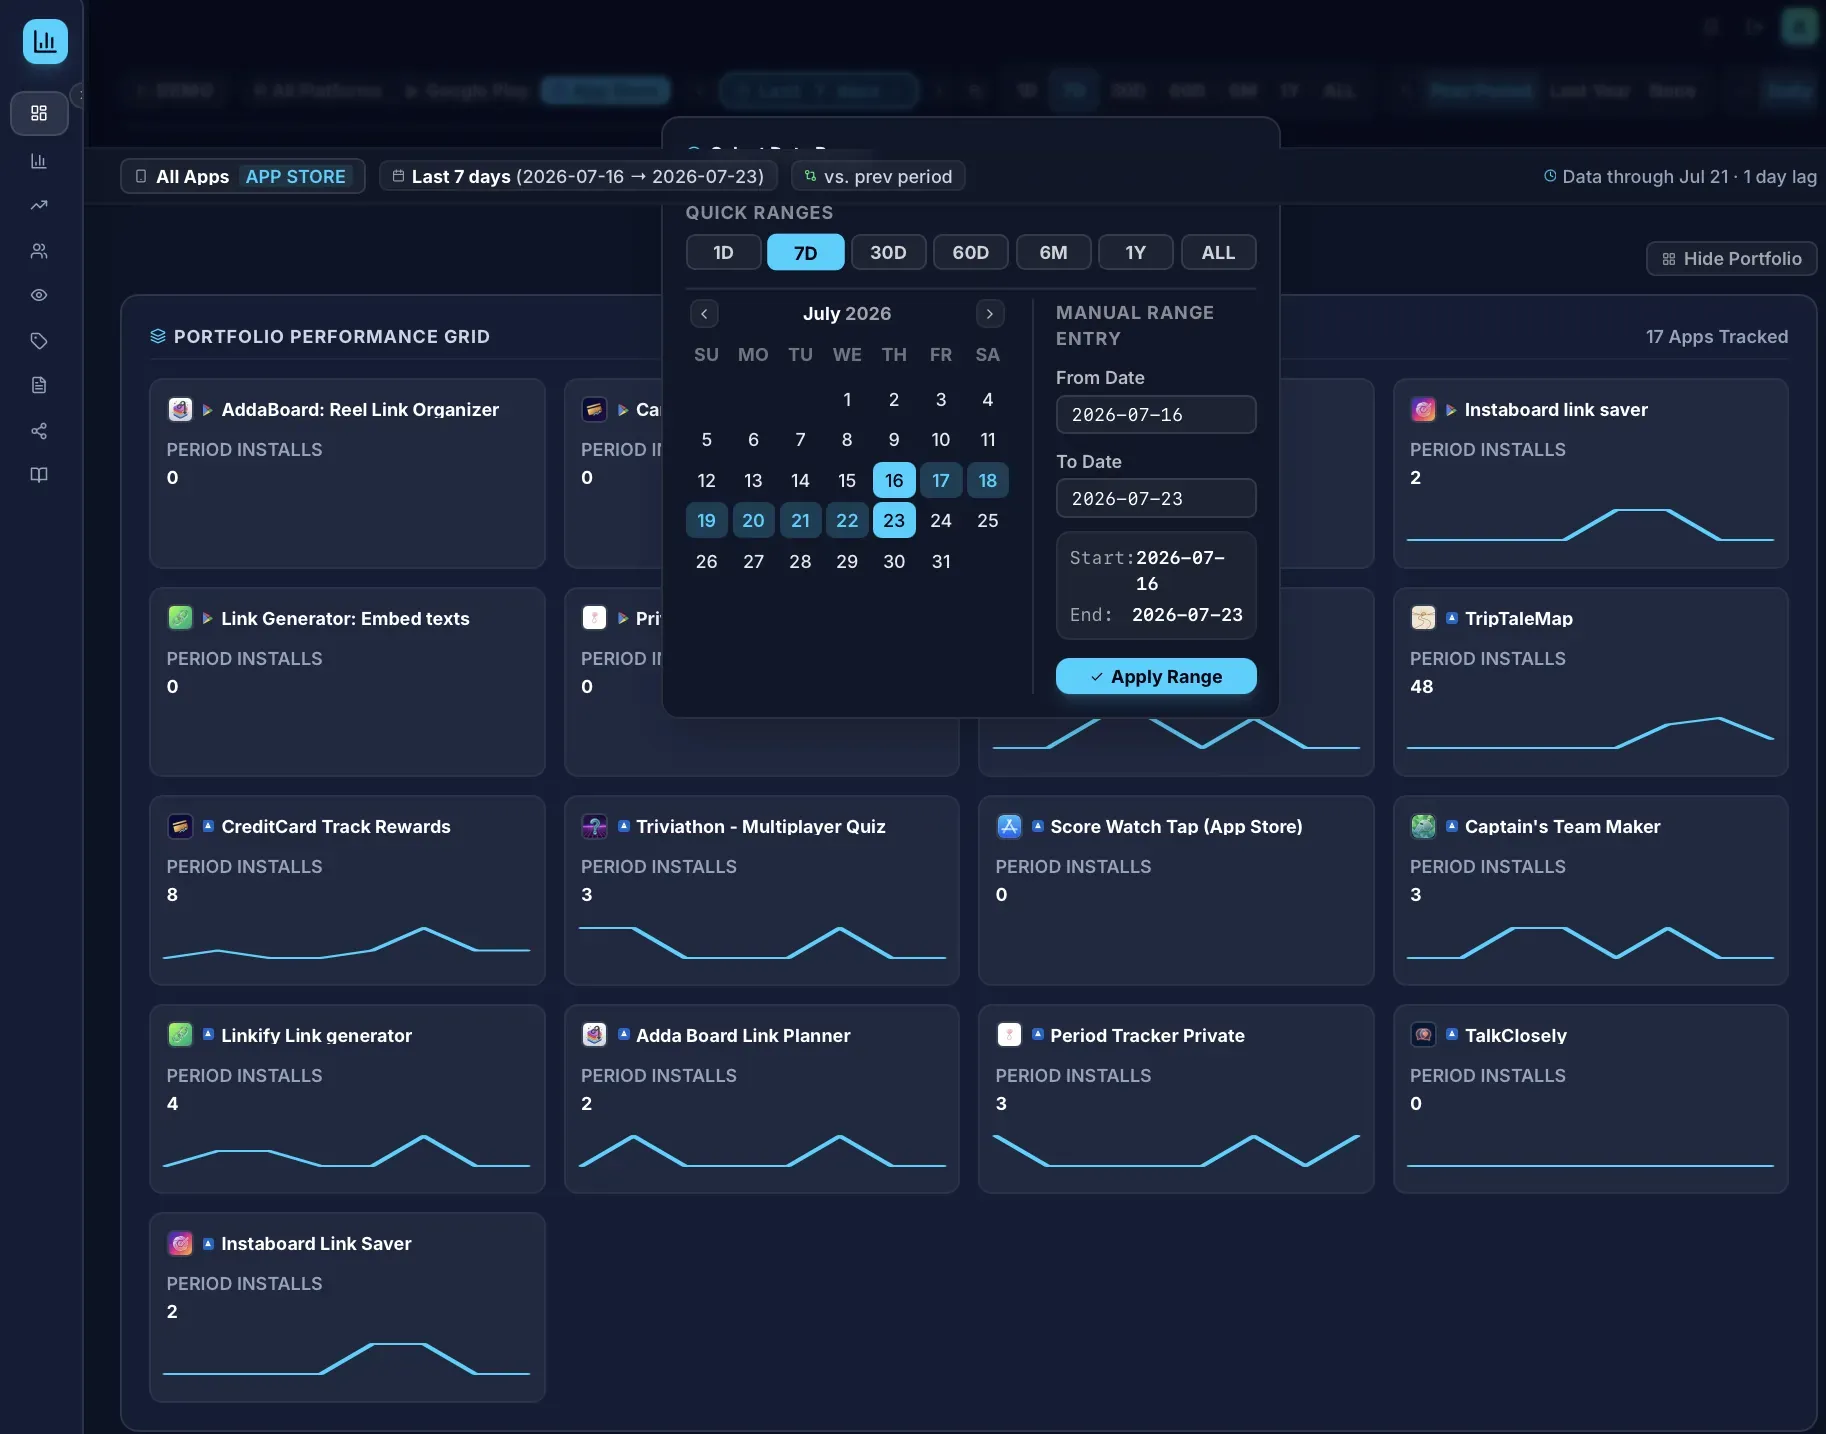 All Apps APP STORE
Last 7 days (2026-07-16 → 2026-07-23)
vs. prev period
Data through Jul 21 · 1 day lag
QUICK RANGES
1D 7D 30D 60D 6M 1Y ALL
Hide Portfolio
July 2026
SU MO TU WE TH FR SA
1 2 3 4
5 6 7 8 9 10 11
12 13 14 15 16 17 18
19 20 21 22 23 24 25
26 27 28 29 30 31
MANUAL RANGE
ENTRY
From Date
2026-07-16
To Date
2026-07-23
Start: 2026-07-
16
End: 2026-07-23
Apply Range
PORTFOLIO PERFORMANCE GRID
17 Apps Tracked
AddaBoard: Reel Link Organizer
PERIOD INSTALLS
0
PERIOD
0
Instaboard link saver
PERIOD INSTALLS
2
Link Generator: Embed texts
PERIOD INSTALLS
0
PERIOD
0
TripTaleMap
PERIOD INSTALLS
48
CreditCard Track Rewards
PERIOD INSTALLS
8
Triviathon - Multiplayer Quiz
PERIOD INSTALLS
3
Score Watch Tap (App Store)
PERIOD INSTALLS
0
Captain's Team Maker
PERIOD INSTALLS
3
Linkify Link generator
PERIOD INSTALLS
4
Adda Board Link Planner
PERIOD INSTALLS
2
Period Tracker Private
PERIOD INSTALLS
3
TalkClosely
PERIOD INSTALLS
0
Instaboard Link Saver
PERIOD INSTALLS
2